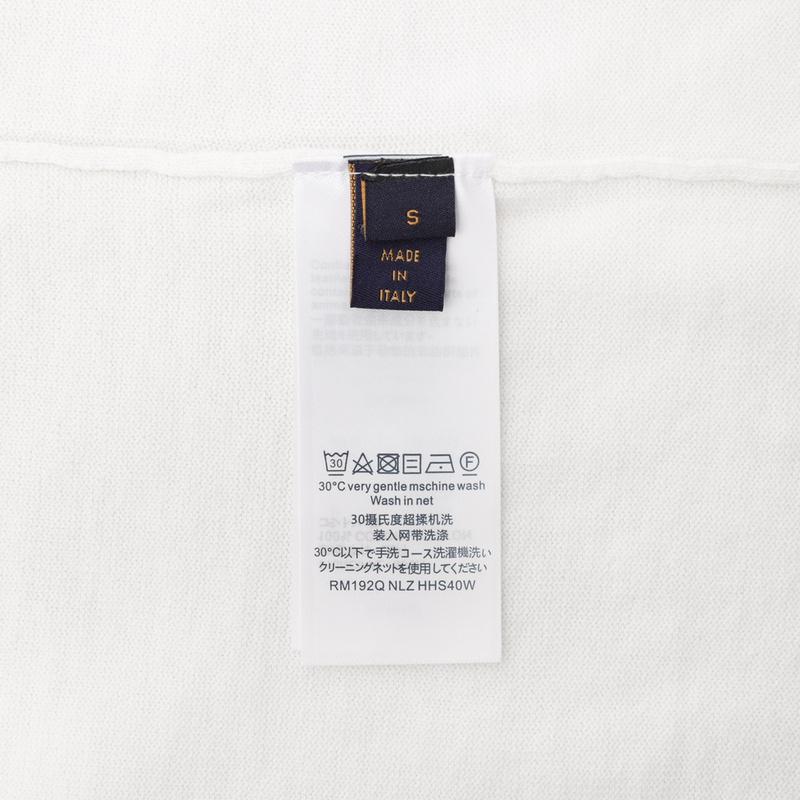 S
MADE
IN
ITALY
30
F
30°C very gentle mschine wash
Wash in net
30摄氏度超揉机洗
装入网带洗涤
30°C以下で手洗コース洗濯機洗い
クリーニングネットを使用してください
RM192Q NLZ HHS40W